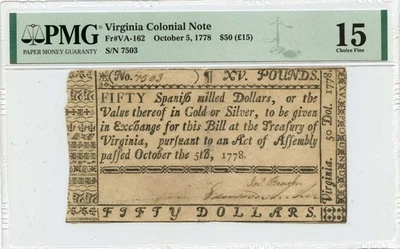 PMG
PAPER MONEY GUARANTY
Virginia Colonial Note
Fr#VA-162 October 5, 1778 $50 (£15)
S/N 7503
15
Choice Fine
(No. 7503) XV. POUNDS.
FIFTY Spaniſh milled Dollars, or the
Value thereof in Gold or Silver, to be given
in Exchange for this Bill at the Treaſury of
Virginia, purſuant to an Act of Aſſembly
paſſed October the 5th, 1778.
FIFTY DOLLARS.
Virginia. 50 Dol. 1778.